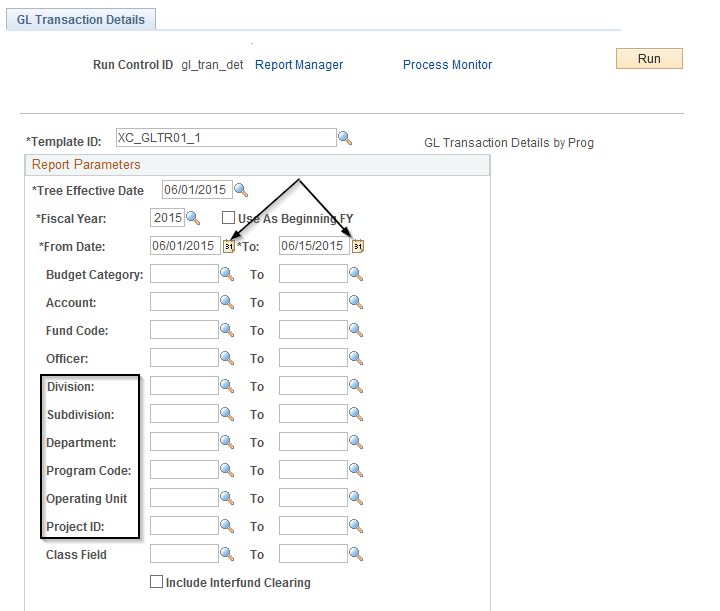 GL Transaction Details
Run Control ID gl_tran_det Report Manager Process Monitor Run
*Template ID: XC_GLTR01_1 GL Transaction Details by Prog
Report Parameters
*Tree Effective Date 06/01/2015
*Fiscal Year: 2015 Use As Beginning FY
*From Date: 06/01/2015 31 *To: 06/15/2015 31
Budget Category: To
Account: To
Fund Code: To
Officer: To
Division: To
Subdivision: To
Department: To
Program Code: To
Operating Unit To
Project ID: To
Class Field To
Include Interfund Clearing